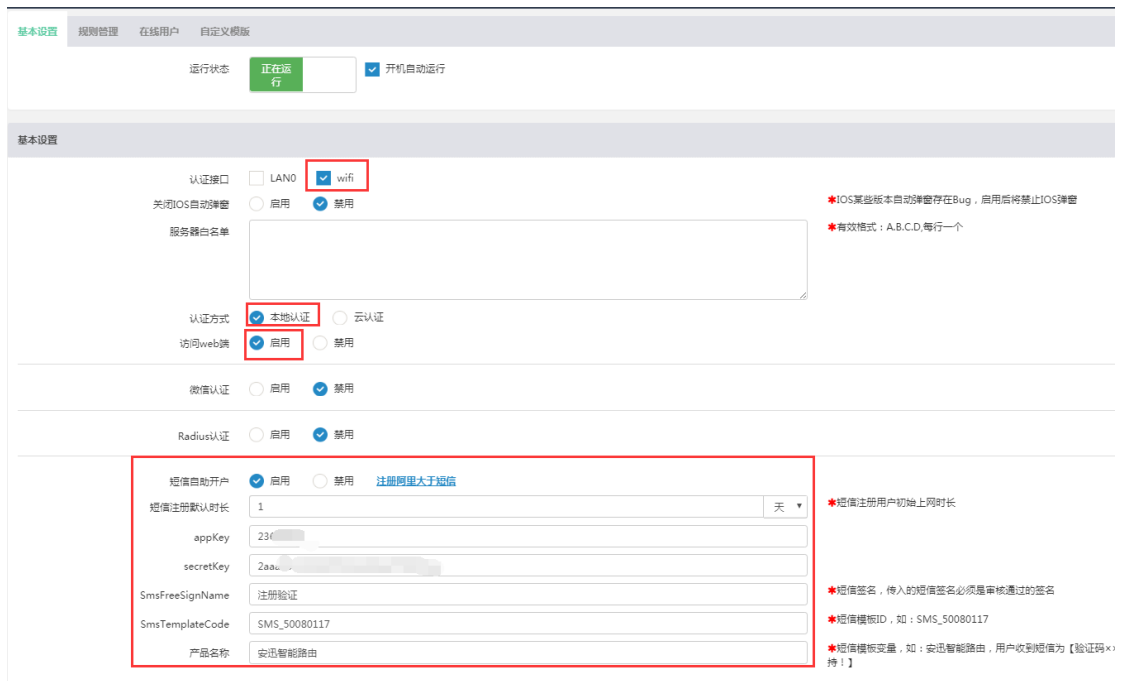 基本设置 规则管理 在线用户 自定义模版
运行状态 正在运行 开机自动运行
基本设置
认证接口 LAN0 wifi
关闭IOS自动弹窗 启用 禁用 ✱IOS某些版本自动弹窗存在Bug，启用后将禁止IOS弹窗
服务器白名单 ✱有效格式：A.B.C.D,每行一个
认证方式 本地认证 云认证
访问web端 启用 禁用
微信认证 启用 禁用
Radius认证 启用 禁用
短信自助开户 启用 禁用 注册阿里大于短信
短信注册默认时长 1 天 ✱短信注册用户初始上网时长
appKey 23
secretKey 2aa
SmsFreeSignName 注册验证 ✱短信签名，传入的短信签名必须是审核通过的签名
SmsTemplateCode SMS_50080117 ✱短信模板ID，如：SMS_50080117
产品名称 安迅智能路由 ✱短信模板变量，如：安迅智能路由，用户收到短信为【验证码××
持！】